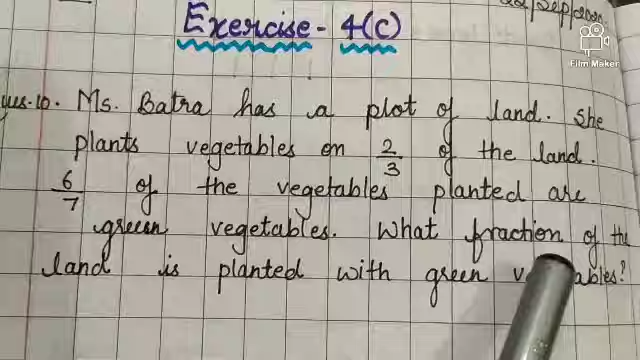 Exercise - 4(c)
Film Maker
Ques.10. Ms. Batra has a plot of land. She
plants vegetables on 2/3 of the land.
6/7 of the vegetables planted are
green vegetables. What fraction of the
land is planted with green ables?